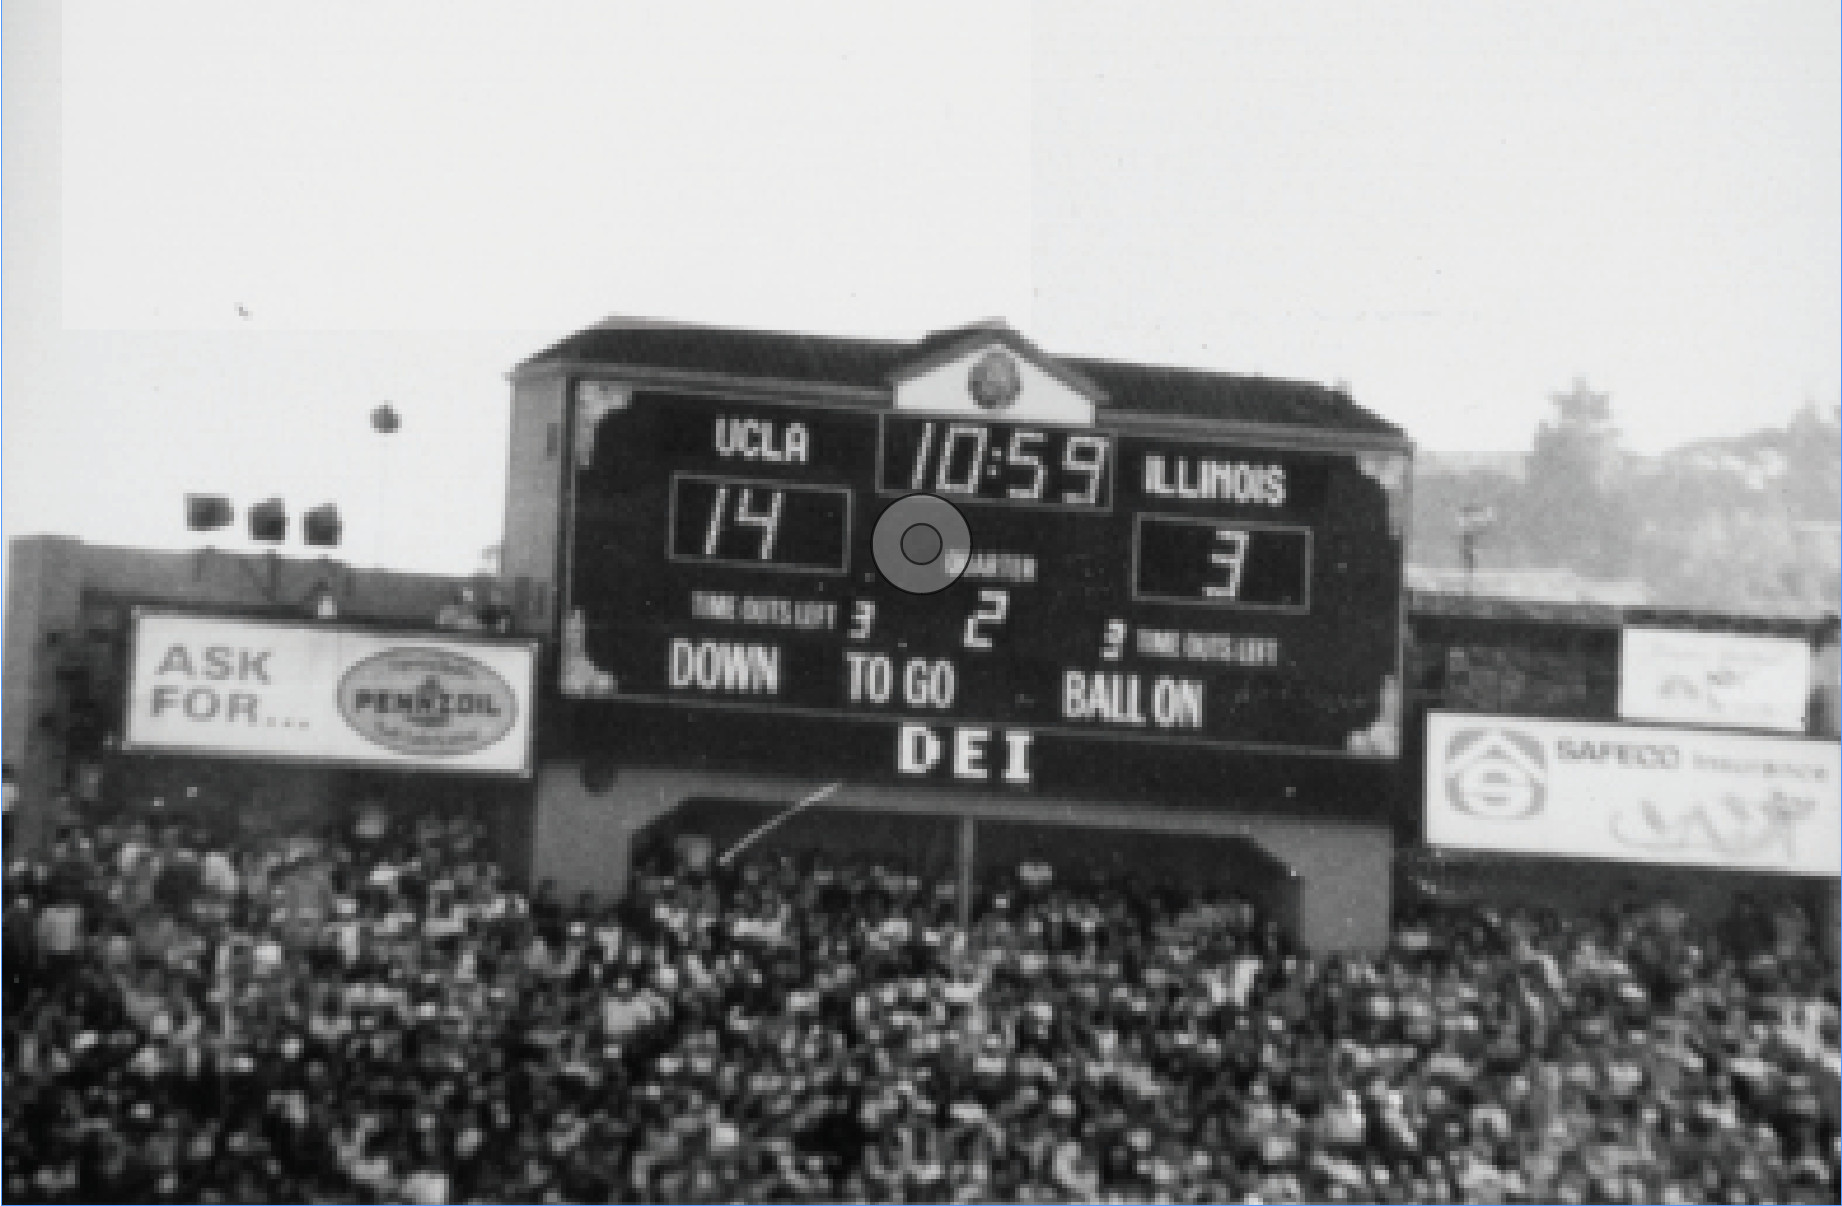 UCLA
10:59
ILLINOIS
14
3
QUARTER
TIME OUTS LEFT 3
2
3 TIME OUTS LEFT
DOWN
TO GO
BALL ON
DEI
ASK
FOR...
PENNZOIL
SAFECO Insurance